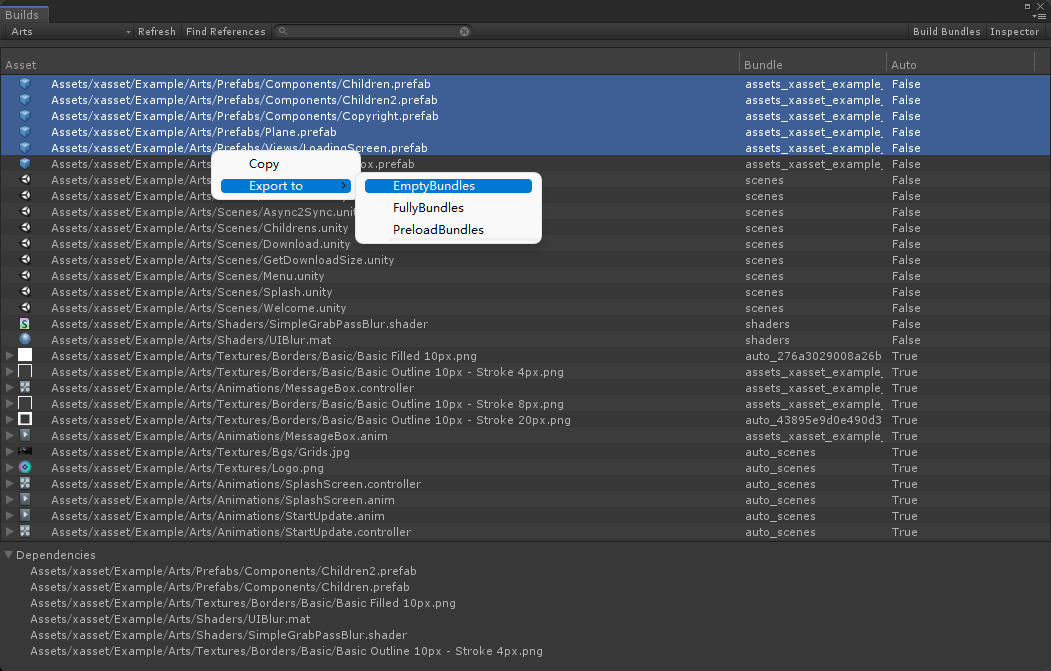 Builds
Arts Refresh Find References Build Bundles Inspector
Asset Bundle Auto
Assets/xasset/Example/Arts/Prefabs/Components/Children.prefab assets_xasset_example_ False
Assets/xasset/Example/Arts/Prefabs/Components/Children2.prefab assets_xasset_example_ False
Assets/xasset/Example/Arts/Prefabs/Components/Copyright.prefab assets_xasset_example_ False
Assets/xasset/Example/Arts/Prefabs/Plane.prefab assets_xasset_example_ False
Assets/xasset/Example/Arts/Prefabs/Views/LoadingScreen.prefab assets_xasset_example_ False
Assets/xasset/Example/Arts ox.prefab assets_xasset_example_ False
Copy
Assets/xasset/Example/Arts scenes False
Export to EmptyBundles
Assets/xasset/Example/Arts scenes False
FullyBundles
PreloadBundles
Assets/xasset/Example/Arts/Scenes/Async2Sync.unit scenes False
Assets/xasset/Example/Arts/Scenes/Childrens.unity scenes False
Assets/xasset/Example/Arts/Scenes/Download.unity scenes False
Assets/xasset/Example/Arts/Scenes/GetDownloadSize.unity scenes False
Assets/xasset/Example/Arts/Scenes/Menu.unity scenes False
Assets/xasset/Example/Arts/Scenes/Splash.unity scenes False
Assets/xasset/Example/Arts/Scenes/Welcome.unity scenes False
Assets/xasset/Example/Arts/Shaders/SimpleGrabPassBlur.shader shaders False
Assets/xasset/Example/Arts/Shaders/UIBlur.mat shaders False
Assets/xasset/Example/Arts/Textures/Borders/Basic/Basic Filled 10px.png auto_276a3029008a26b True
Assets/xasset/Example/Arts/Textures/Borders/Basic/Basic Outline 10px - Stroke 4px.png assets_xasset_example_ True
Assets/xasset/Example/Arts/Animations/MessageBox.controller assets_xasset_example_ True
Assets/xasset/Example/Arts/Textures/Borders/Basic/Basic Outline 10px - Stroke 8px.png assets_xasset_example_ True
Assets/xasset/Example/Arts/Textures/Borders/Basic/Basic Outline 10px - Stroke 20px.png auto_43895e9d0e490d3 True
Assets/xasset/Example/Arts/Animations/MessageBox.anim assets_xasset_example_ True
Assets/xasset/Example/Arts/Textures/Bgs/Grids.jpg auto_scenes True
Assets/xasset/Example/Arts/Textures/Logo.png auto_scenes True
Assets/xasset/Example/Arts/Animations/SplashScreen.controller auto_scenes True
Assets/xasset/Example/Arts/Animations/SplashScreen.anim auto_scenes True
Assets/xasset/Example/Arts/Animations/StartUpdate.anim auto_scenes True
Assets/xasset/Example/Arts/Animations/StartUpdate.controller auto_scenes True
Dependencies
Assets/xasset/Example/Arts/Prefabs/Components/Children2.prefab
Assets/xasset/Example/Arts/Prefabs/Components/Children.prefab
Assets/xasset/Example/Arts/Textures/Borders/Basic/Basic Filled 10px.png
Assets/xasset/Example/Arts/Shaders/UIBlur.mat
Assets/xasset/Example/Arts/Shaders/SimpleGrabPassBlur.shader
Assets/xasset/Example/Arts/Textures/Borders/Basic/Basic Outline 10px - Stroke 4px.png